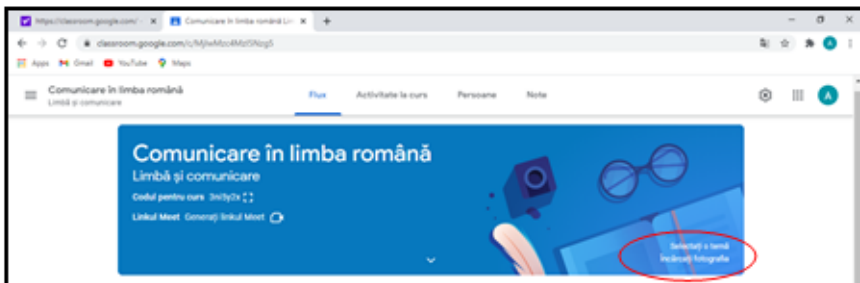 https://classroom.google.com/
Comunicare în limba română Lim
classroom.google.com/c/
Apps Gmail YouTube Maps
Comunicare în limba română
Limbă și comunicare
Flux Activitate la curs Persoane Note
A
Comunicare în limba română
Limbă și comunicare
Codul pentru curs 3ni5y2x
Linkul Meet Generați linkul Meet
Selectați o temă
Încărcați fotografia